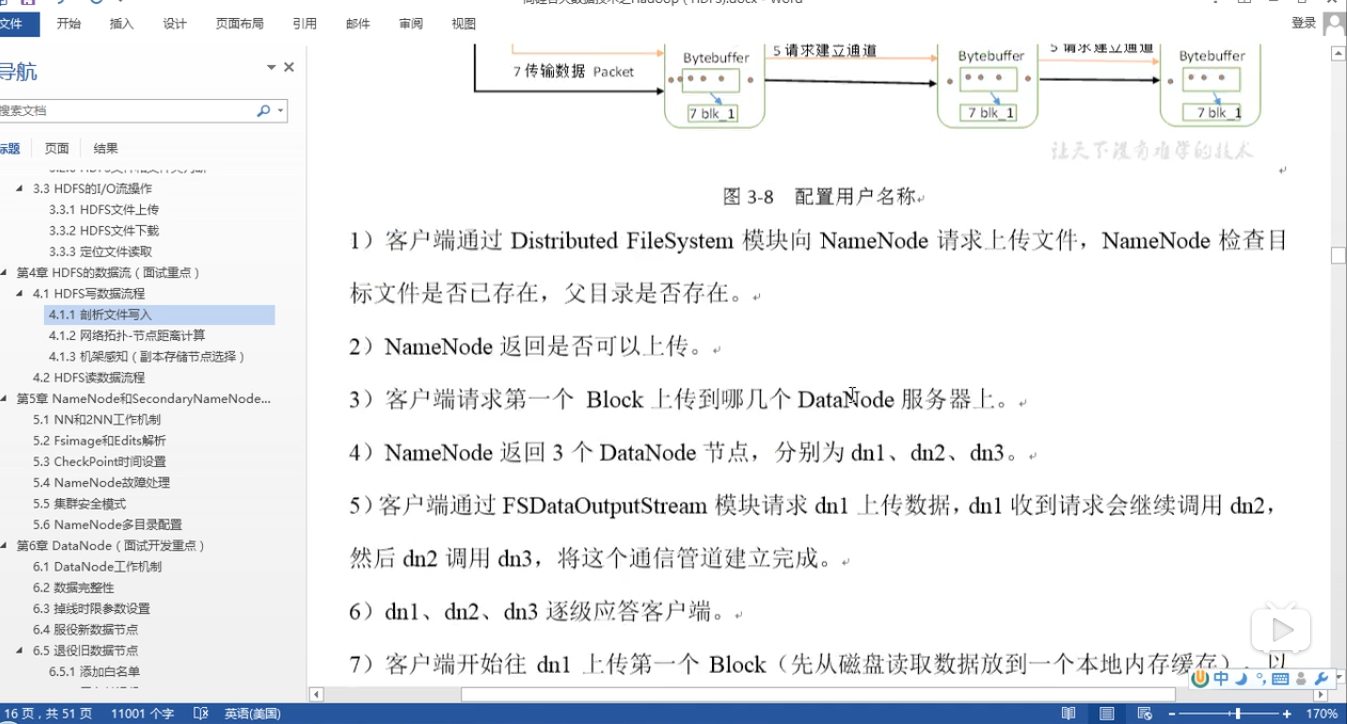 尚硅谷大数据技术之Hadoop（HDFS).docx - Word
文件 开始 插入 设计 页面布局 引用 邮件 审阅 视图 登录
导航
搜索文档
标题 页面 结果
3.3 HDFS的I/O流操作
3.3.1 HDFS文件上传
3.3.2 HDFS文件下载
3.3.3 定位文件读取
第4章 HDFS的数据流（面试重点）
4.1 HDFS写数据流程
4.1.1 剖析文件写入
4.1.2 网络拓扑-节点距离计算
4.1.3 机架感知（副本存储节点选择）
4.2 HDFS读数据流程
第5章 NameNode和SecondaryNameNode...
5.1 NN和2NN工作机制
5.2 Fsimage和Edits解析
5.3 CheckPoint时间设置
5.4 NameNode故障处理
5.5 集群安全模式
5.6 NameNode多目录配置
第6章 DataNode（面试开发重点）
6.1 DataNode工作机制
6.2 数据完整性
6.3 掉线时限参数设置
6.4 服役新数据节点
6.5 退役旧数据节点
6.5.1 添加白名单
Bytebuffer 5 请求建立通道 Bytebuffer 5 请求建立通道 Bytebuffer
7 传输数据 Packet
7 blk_1 7 blk_1 7 blk_1
让天下没有难学的技术
图 3-8 配置用户名称
1）客户端通过 Distributed FileSystem 模块向 NameNode 请求上传文件，NameNode 检查目
标文件是否已存在，父目录是否存在。
2）NameNode 返回是否可以上传。
3）客户端请求第一个 Block 上传到哪几个 DataNode 服务器上。
4）NameNode 返回 3 个 DataNode 节点，分别为 dn1、dn2、dn3。
5）客户端通过 FSDataOutputStream 模块请求 dn1 上传数据，dn1 收到请求会继续调用 dn2，
然后 dn2 调用 dn3，将这个通信管道建立完成。
6）dn1、dn2、dn3 逐级应答客户端。
7）客户端开始往 dn1 上传第一个 Block（先从磁盘读取数据放到一个本地内存缓存），以
中
16 页，共 51 页 11001 个字 英语(美国) 170%